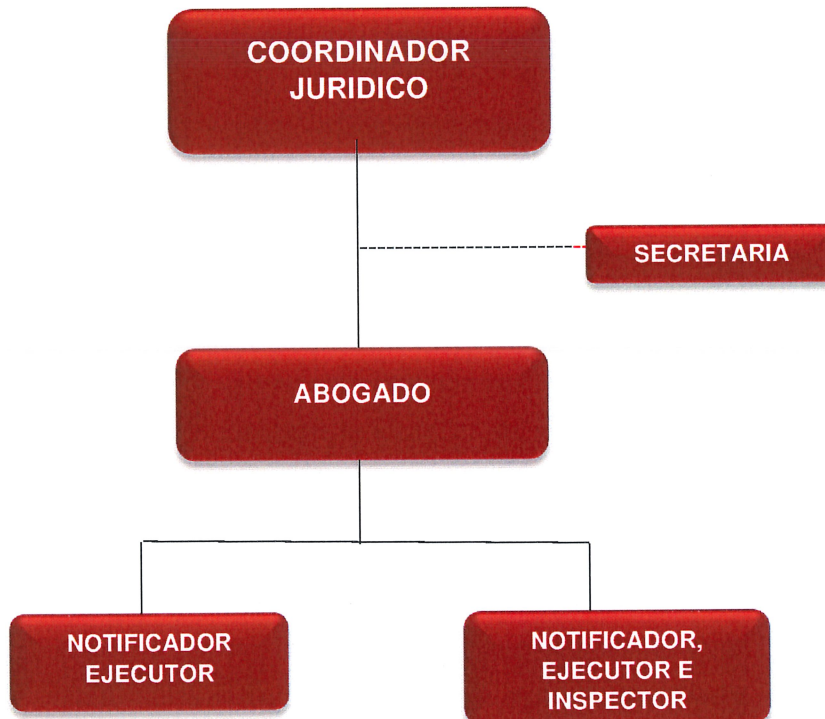 COORDINADOR
JURIDICO
SECRETARIA
ABOGADO
NOTIFICADOR
EJECUTOR
NOTIFICADOR,
EJECUTOR E
INSPECTOR